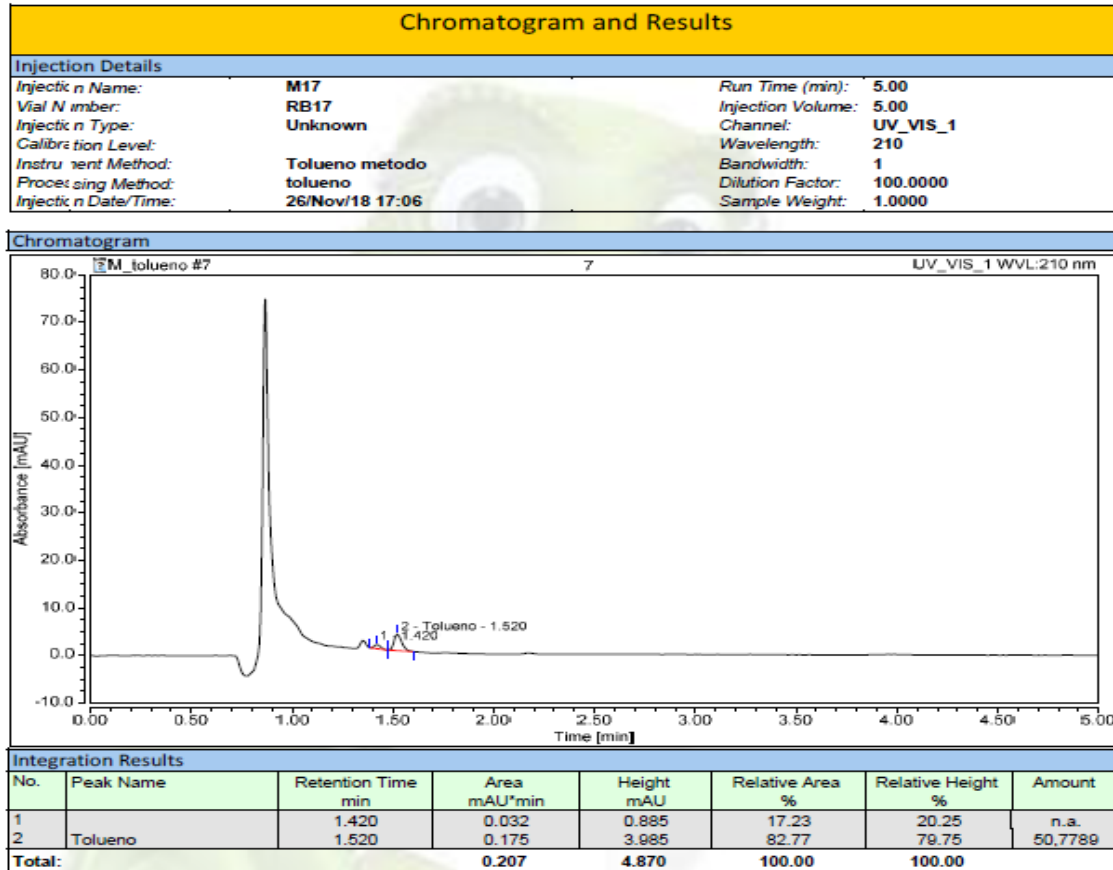 Chromatogram and Results
Injection Details
Injectic n Name: M17 Run Time (min): 5.00
Vial N imber: RB17 Injection Volume: 5.00
Injectic n Type: Unknown Channel: UV_VIS_1
Calibra tion Level: Wavelength: 210
Instru nent Method: Tolueno metodo Bandwidth: 1
Proces sing Method: tolueno Dilution Factor: 100.0000
Injectic n Date/Time: 26/Nov/18 17:06 Sample Weight: 1.0000
Chromatogram
M_tolueno #7 7 UV_VIS_1 WVL:210 nm
80.0
70.0
60.0
50.0
40.0
30.0
20.0
10.0
0.0
-10.0
Absorbance [mAU]
2 - Tolueno - 1.520
1 1.420
0.00 0.50 1.00 1.50 2.00 2.50 3.00 3.50 4.00 4.50 5.00
Time [min]
Integration Results
No. Peak Name Retention Time Area Height Relative Area Relative Height Amount
min mAU*min mAU % %
1 1.420 0.032 0.885 17.23 20.25 n.a.
2 Tolueno 1.520 0.175 3.985 82.77 79.75 50,7789
Total: 0.207 4.870 100.00 100.00